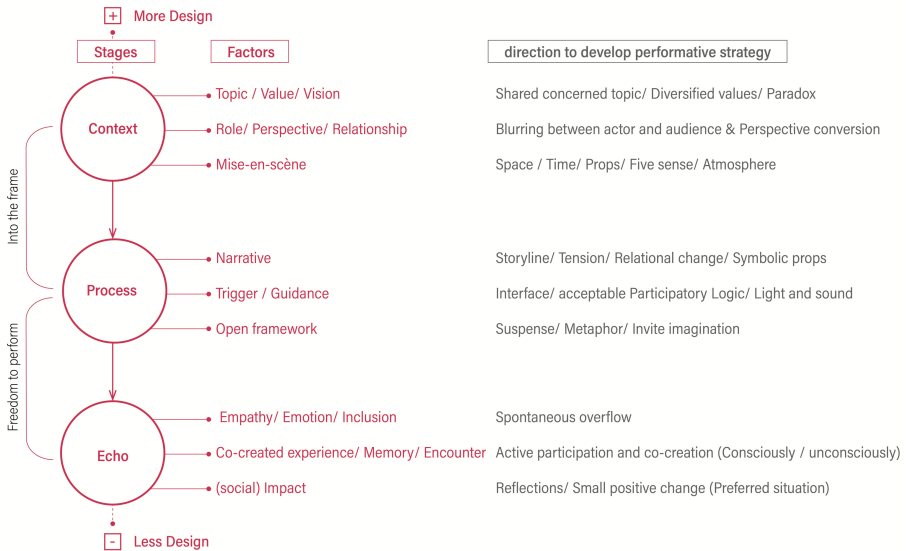 + More Design
Stages Factors direction to develop performative strategy
Topic / Value/ Vision Shared concerned topic/ Diversified values/ Paradox
Context Role/ Perspective/ Relationship Blurring between actor and audience & Perspective conversion
Mise-en-scène Space / Time/ Props/ Five sense/ Atmosphere
Into the frame
Narrative Storyline/ Tension/ Relational change/ Symbolic props
Process Trigger / Guidance Interface/ acceptable Participatory Logic/ Light and sound
Open framework Suspense/ Metaphor/ Invite imagination
Freedom to perform
Empathy/ Emotion/ Inclusion Spontaneous overflow
Echo Co-created experience/ Memory/ Encounter Active participation and co-creation (Consciously / unconsciously)
(social) Impact Reflections/ Small positive change (Preferred situation)
- Less Design